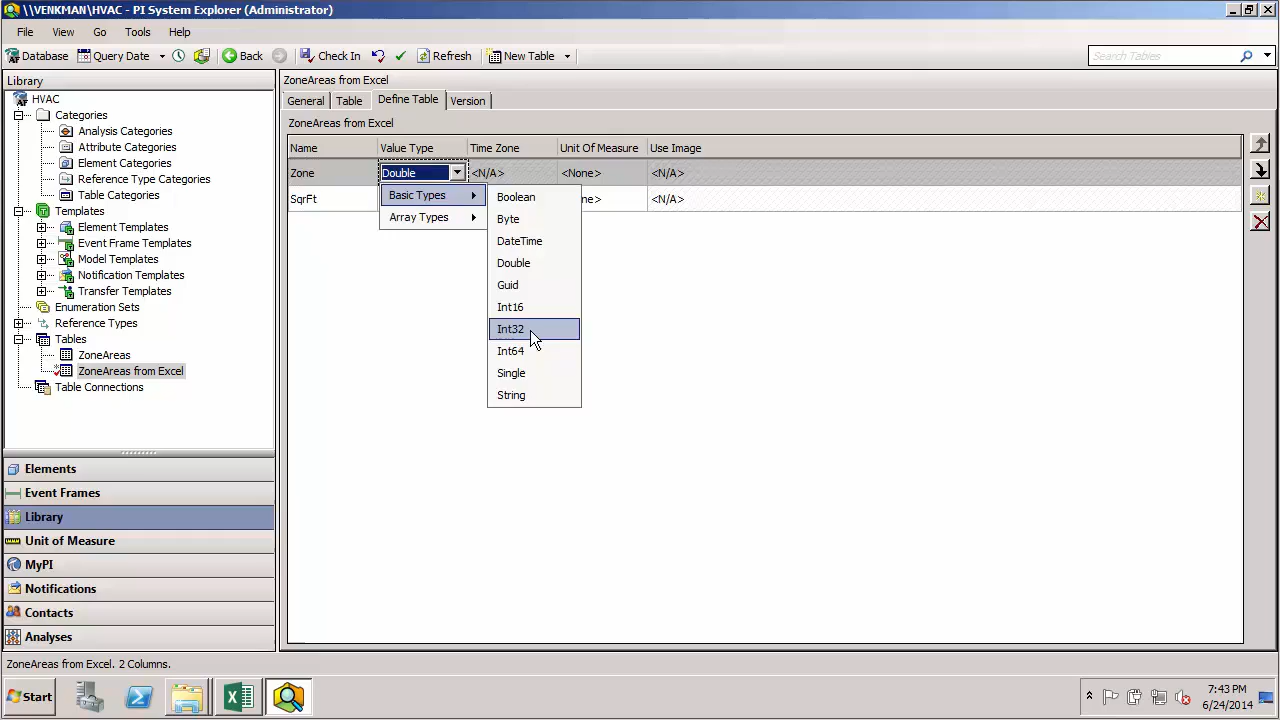 \\VENKMAN\HVAC - PI System Explorer (Administrator)
File View Go Tools Help
Database Query Date Back Check In Refresh New Table Search Tables
Library
HVAC
Categories
Analysis Categories
Attribute Categories
Element Categories
Reference Type Categories
Table Categories
Templates
Element Templates
Event Frame Templates
Model Templates
Notification Templates
Transfer Templates
Enumeration Sets
Reference Types
Tables
ZoneAreas
ZoneAreas from Excel
Table Connections
Elements
Event Frames
Library
Unit of Measure
MyPI
Notifications
Contacts
Analyses
ZoneAreas from Excel
General Table Define Table Version
ZoneAreas from Excel
Name Value Type Time Zone Unit Of Measure Use Image
Zone Double <N/A> <None> <N/A>
SqrFt ne> <N/A>
Basic Types
Array Types
Boolean
Byte
DateTime
Double
Guid
Int16
Int32
Int64
Single
String
ZoneAreas from Excel. 2 Columns.
Start
7:43 PM
6/24/2014